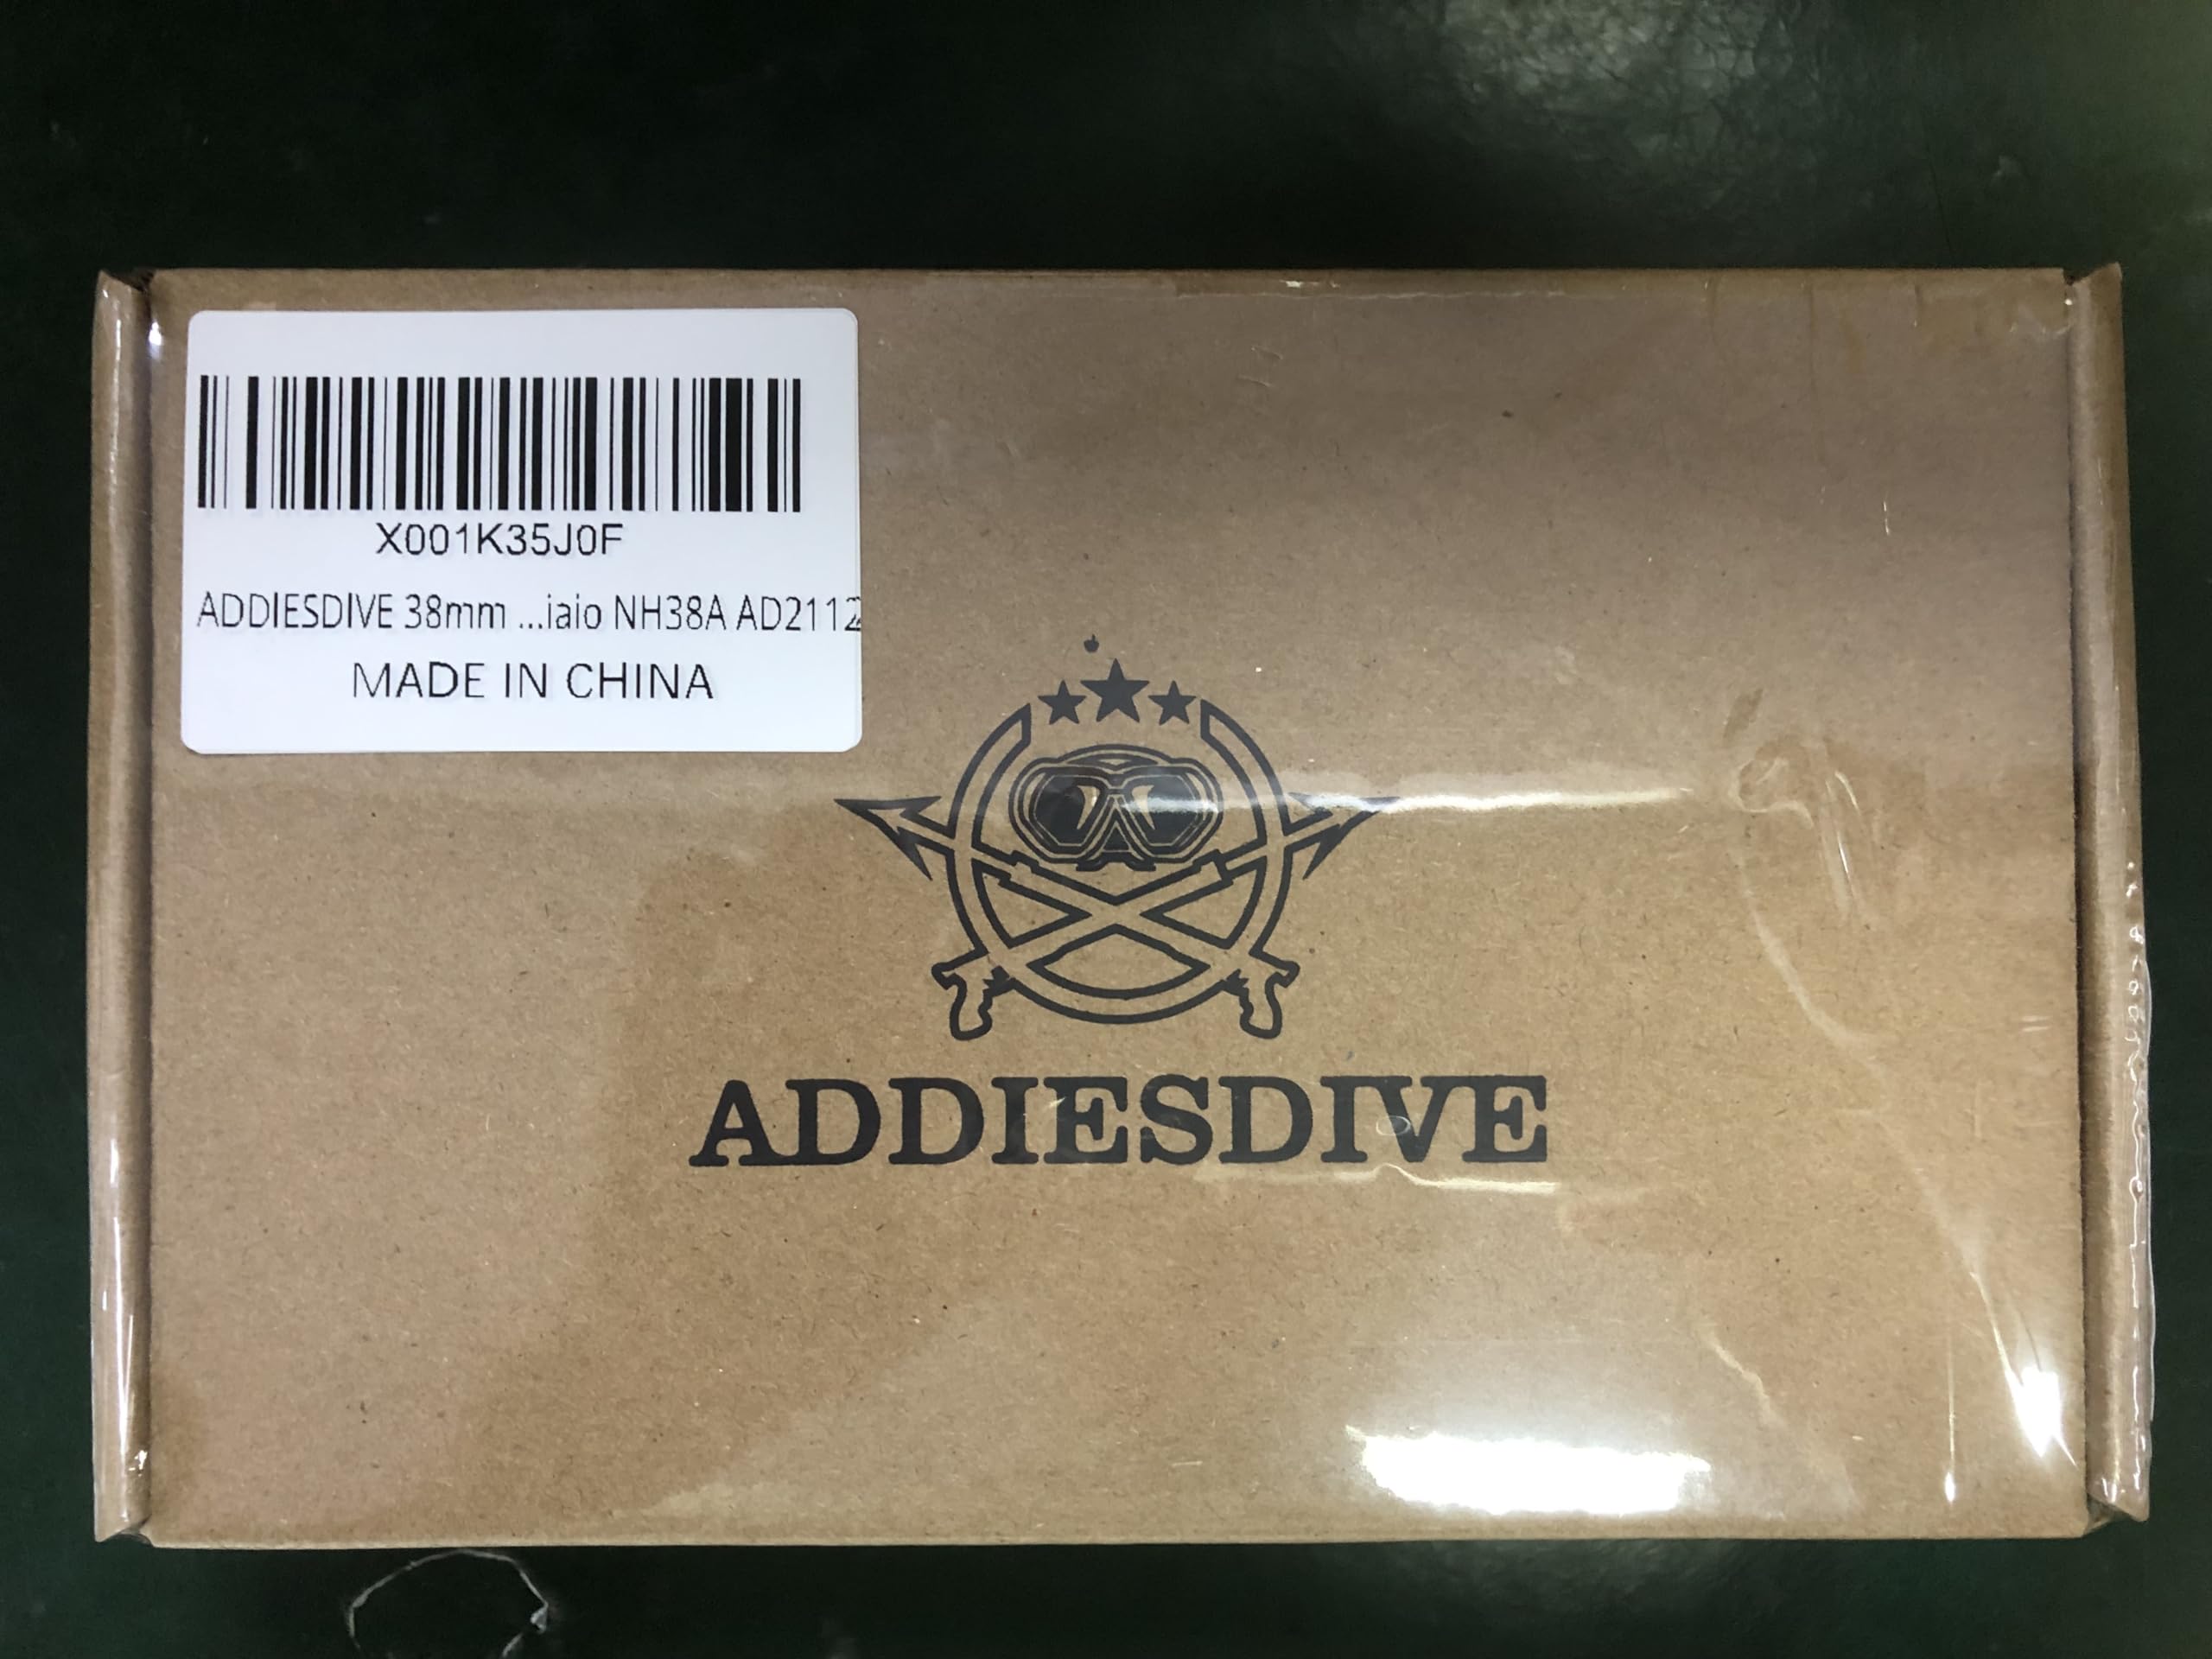 X001K35J0F
ADDIESDIVE 38mm ...iaio NH38A AD2112
MADE IN CHINA
ADDIESDIVE